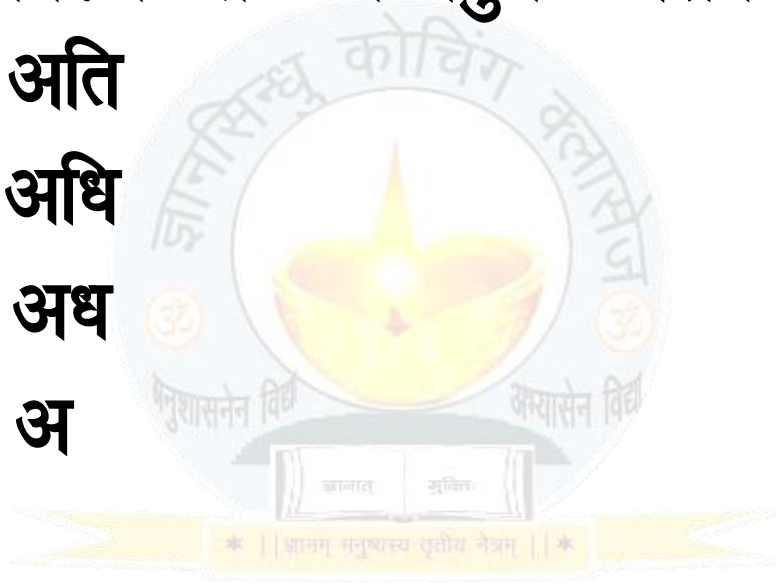 अति
अधि
अध
अ
ज्ञानसिन्धु कोचिंग क्लासेज
ॐ
ॐ
अनुशासनेन विद्या
अभ्यासेन विद्या
ज्ञानात् मुक्तिः
* ||ज्ञानम् मनुष्यस्य तृतीय नेत्रम् || *